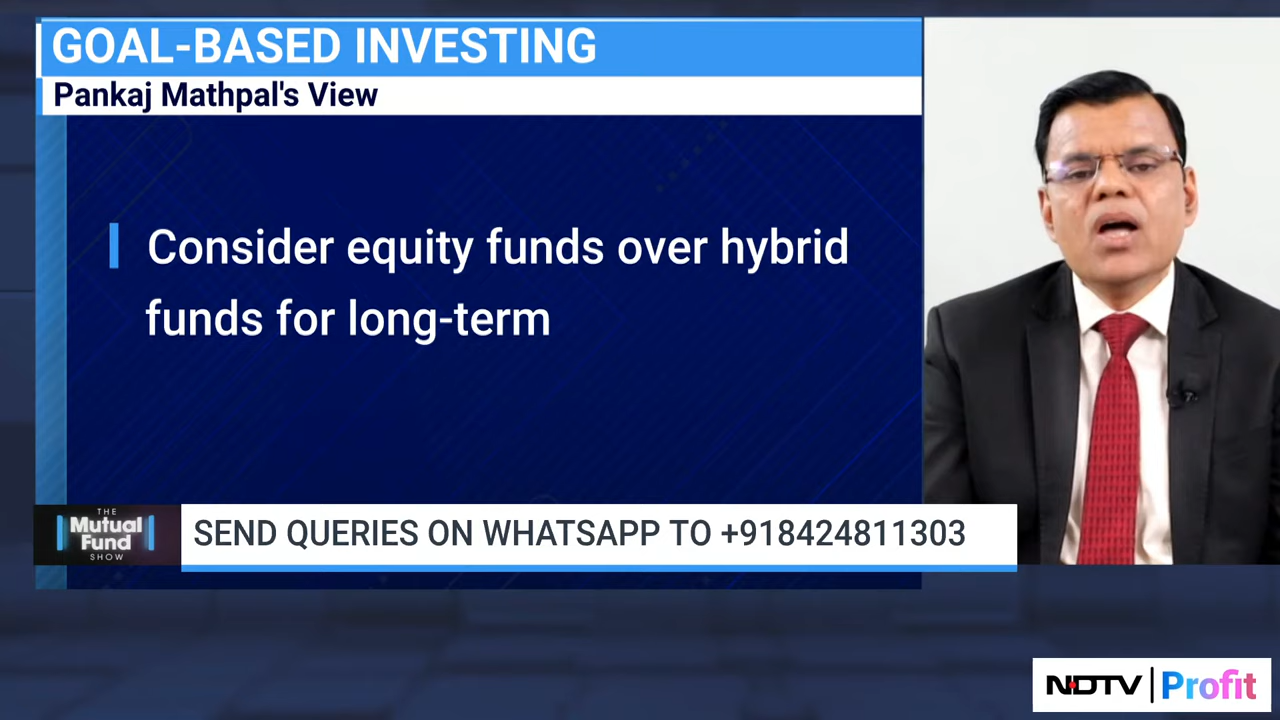 GOAL-BASED INVESTING
Pankaj Mathpal's View
Consider equity funds over hybrid
funds for long-term
THE
Mutual
Fund
SHOW
SEND QUERIES ON WHATSAPP TO +918424811303
NDTV | Profit